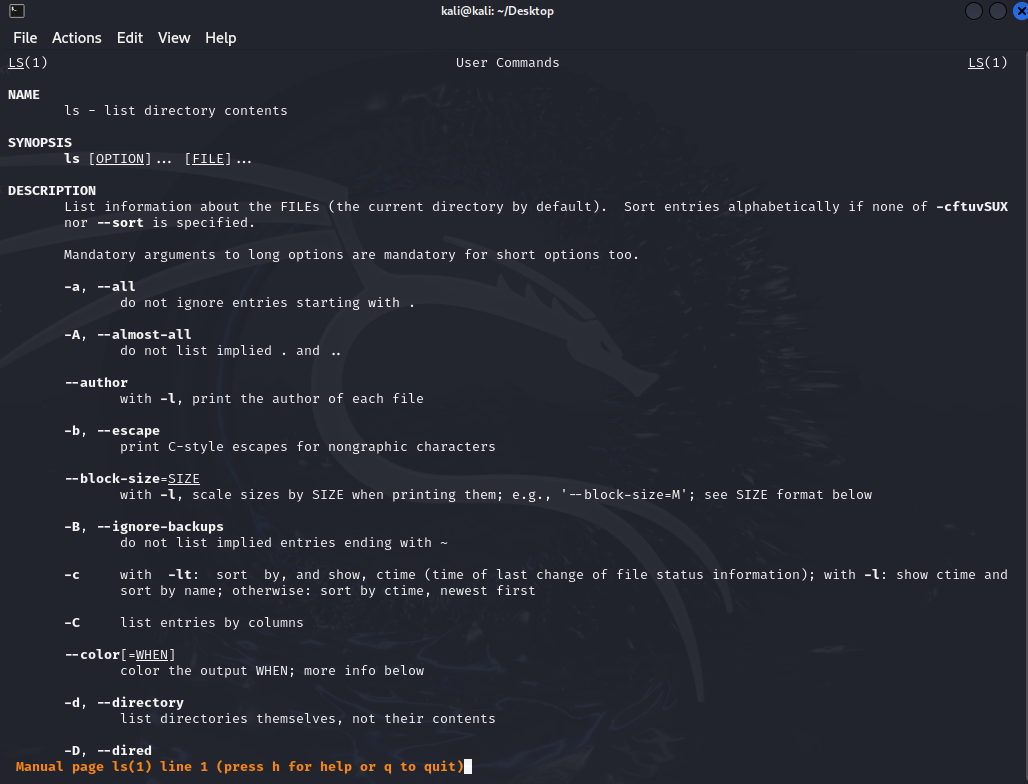 kali@kali: ~/Desktop
File Actions Edit View Help
LS(1) User Commands LS(1)
NAME
ls - list directory contents
SYNOPSIS
ls [OPTION]... [FILE]...
DESCRIPTION
List information about the FILEs (the current directory by default). Sort entries alphabetically if none of -cftuvSUX
nor --sort is specified.
Mandatory arguments to long options are mandatory for short options too.
-a, --all
do not ignore entries starting with .
-A, --almost-all
do not list implied . and ..
--author
with -l, print the author of each file
-b, --escape
print C-style escapes for nongraphic characters
--block-size=SIZE
with -l, scale sizes by SIZE when printing them; e.g., '--block-size=M'; see SIZE format below
-B, --ignore-backups
do not list implied entries ending with ~
-c with -lt: sort by, and show, ctime (time of last change of file status information); with -l: show ctime and
sort by name; otherwise: sort by ctime, newest first
-C list entries by columns
--color[=WHEN]
color the output WHEN; more info below
-d, --directory
list directories themselves, not their contents
-D, --dired
Manual page ls(1) line 1 (press h for help or q to quit)